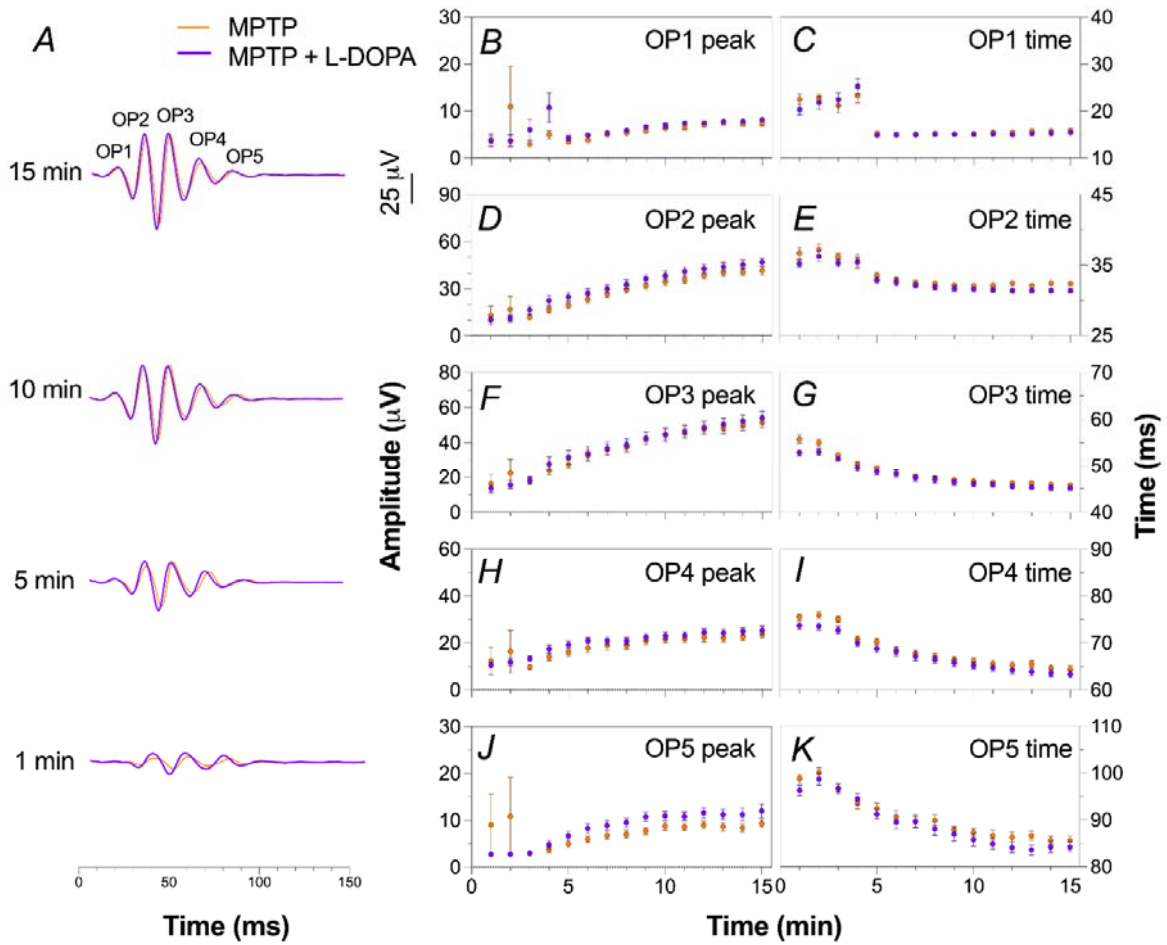 A
MPTP
MPTP + L-DOPA
OP1
OP2
OP3
OP4
OP5
15 min
10 min
5 min
1 min
25 μV
0
50
100
150
Time (ms)
Amplitude (μV)
B
OP1 peak
30
20
10
0
C
OP1 time
40
30
20
10
D
OP2 peak
90
60
30
0
E
OP2 time
45
35
25
F
OP3 peak
80
60
40
20
0
G
OP3 time
70
60
50
40
H
OP4 peak
60
40
20
0
I
OP4 time
90
80
70
60
J
OP5 peak
30
20
10
0
K
OP5 time
110
100
90
80
0 5 10 15
5 10 15
Time (min)
Time (ms)